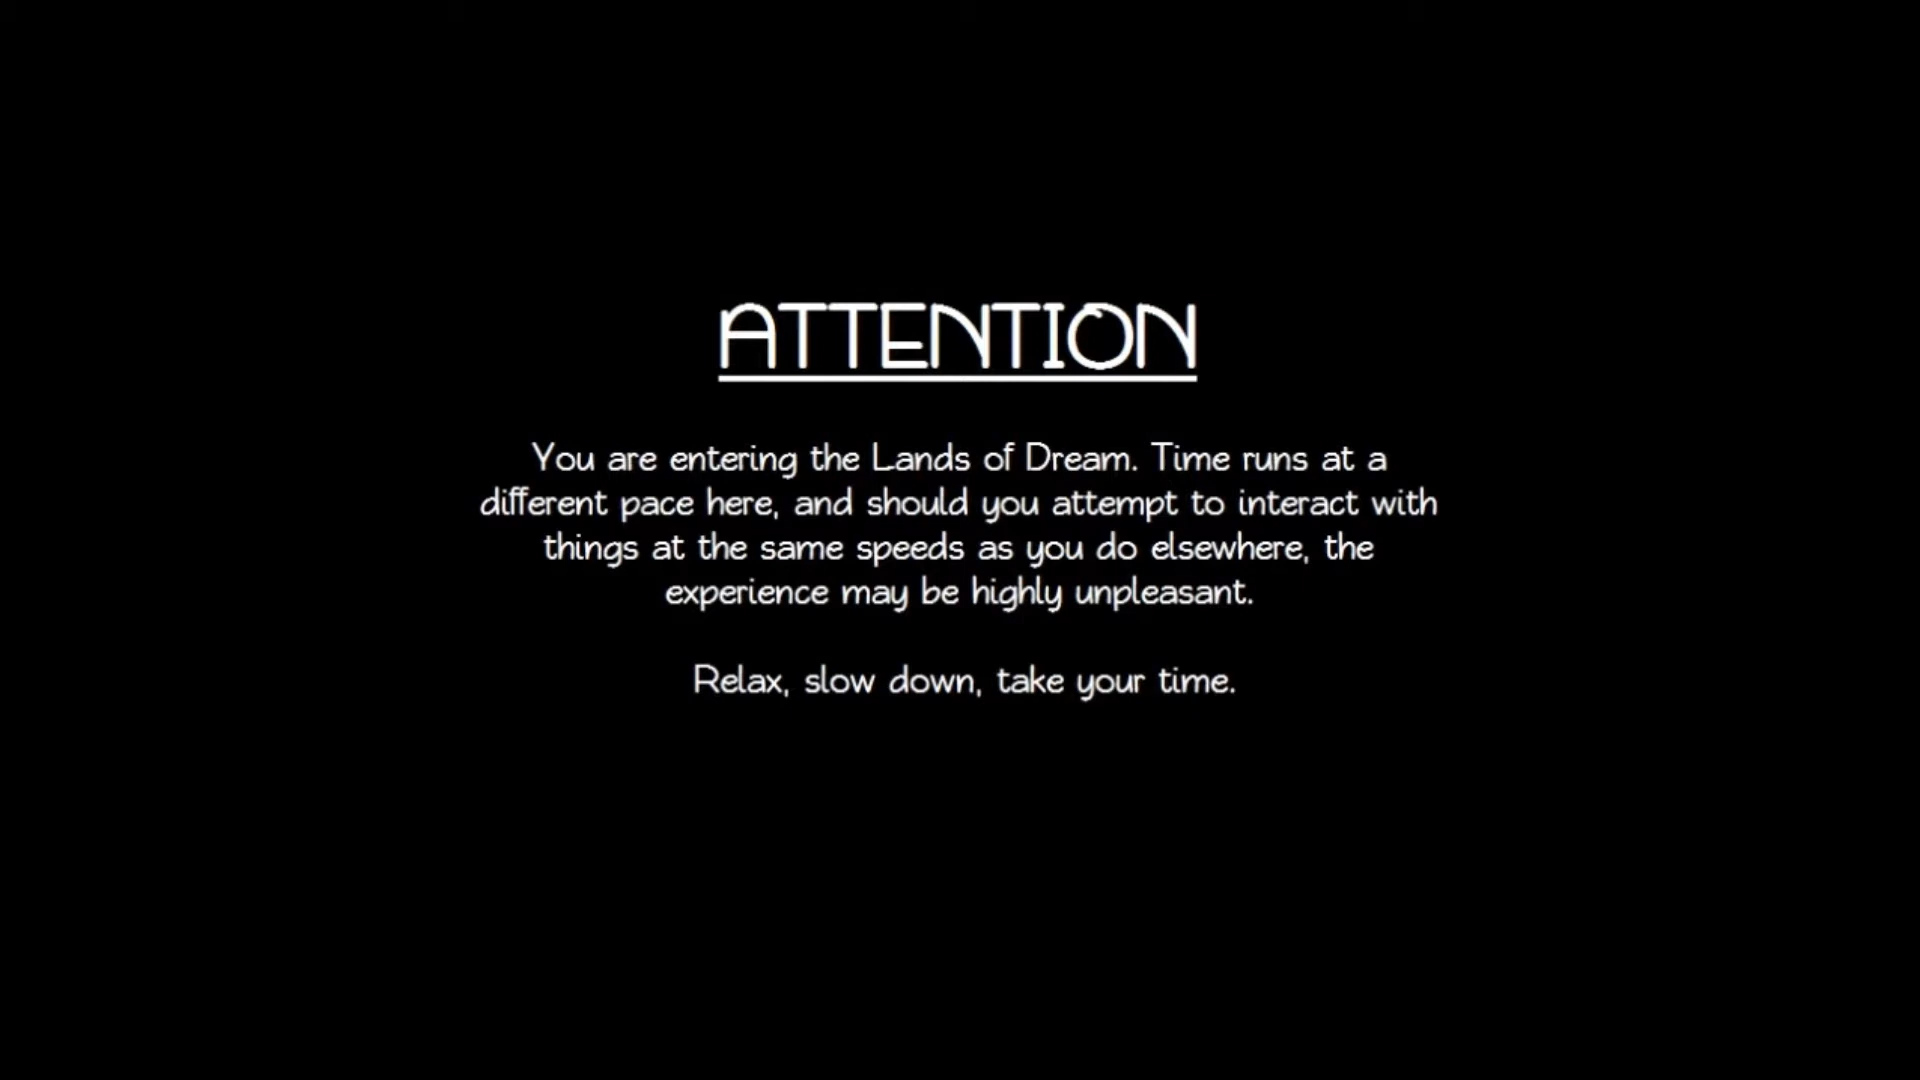 ATTENTION
You are entering the Lands of Dream. Time runs at a
different pace here, and should you attempt to interact with
things at the same speeds as you do elsewhere, the
experience may be highly unpleasant.
Relax, slow down, take your time.